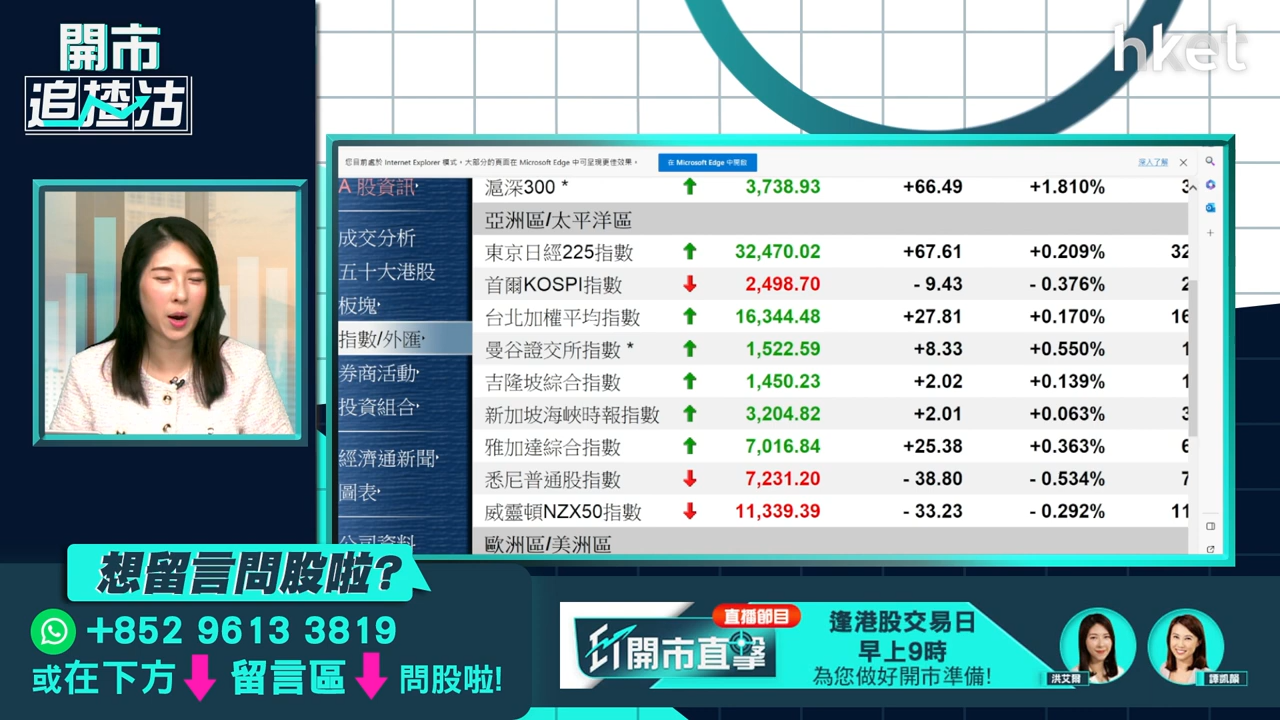 開市
追揸沽
hket
您目前處於 Internet Explorer 模式。大部分的頁面在 Microsoft Edge 中可呈現更佳效果。 在 Microsoft Edge 中開啟 深入了解
A 股資訊
成交分析
五十大港股
板塊
指數/外匯
券商活動
投資組合
經濟通新聞
圖表
公司資料
滬深300 * 3,738.93 +66.49 +1.810% 3
亞洲區/太平洋區
東京日經225指數 32,470.02 +67.61 +0.209% 32
首爾KOSPI指數 2,498.70 - 9.43 - 0.376% 2
台北加權平均指數 16,344.48 +27.81 +0.170% 16
曼谷證交所指數 * 1,522.59 +8.33 +0.550% 1
吉隆坡綜合指數 1,450.23 +2.02 +0.139% 1
新加坡海峽時報指數 3,204.82 +2.01 +0.063% 3
雅加達綜合指數 7,016.84 +25.38 +0.363% 6
悉尼普通股指數 7,231.20 - 38.80 - 0.534% 7
威靈頓NZX50指數 11,339.39 - 33.23 - 0.292% 11
歐洲區/美洲區
想留言問股啦?
+852 9613 3819
或在下方 留言區 問股啦!
直播節目
ET開市直擊
逢港股交易日
早上9時
為您做好開市準備!
洪艾爾
譚凱韻